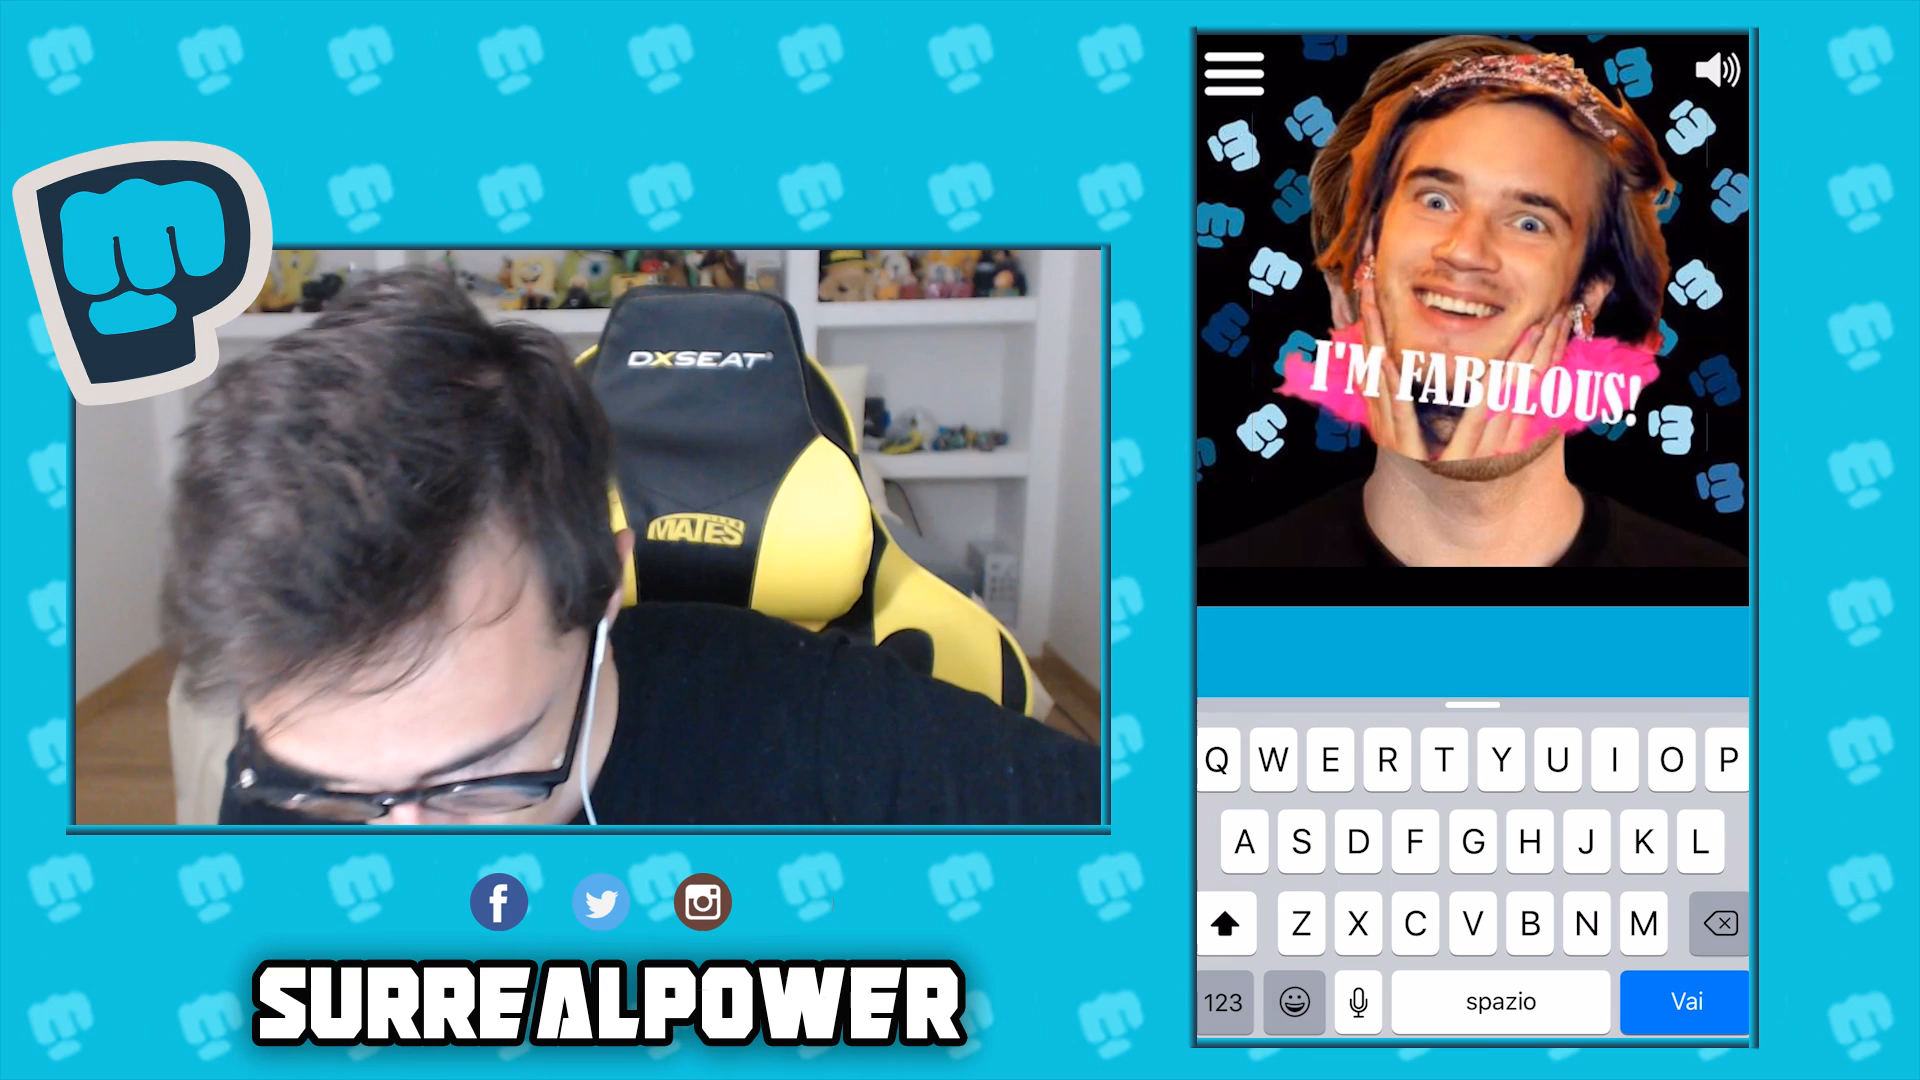 DXSEAT
MATES
SURREALPOWER
I'M FABULOUS!
Q W E R T Y U I O P
A S D F G H J K L
Z X C V B N M
123 spazio Vai